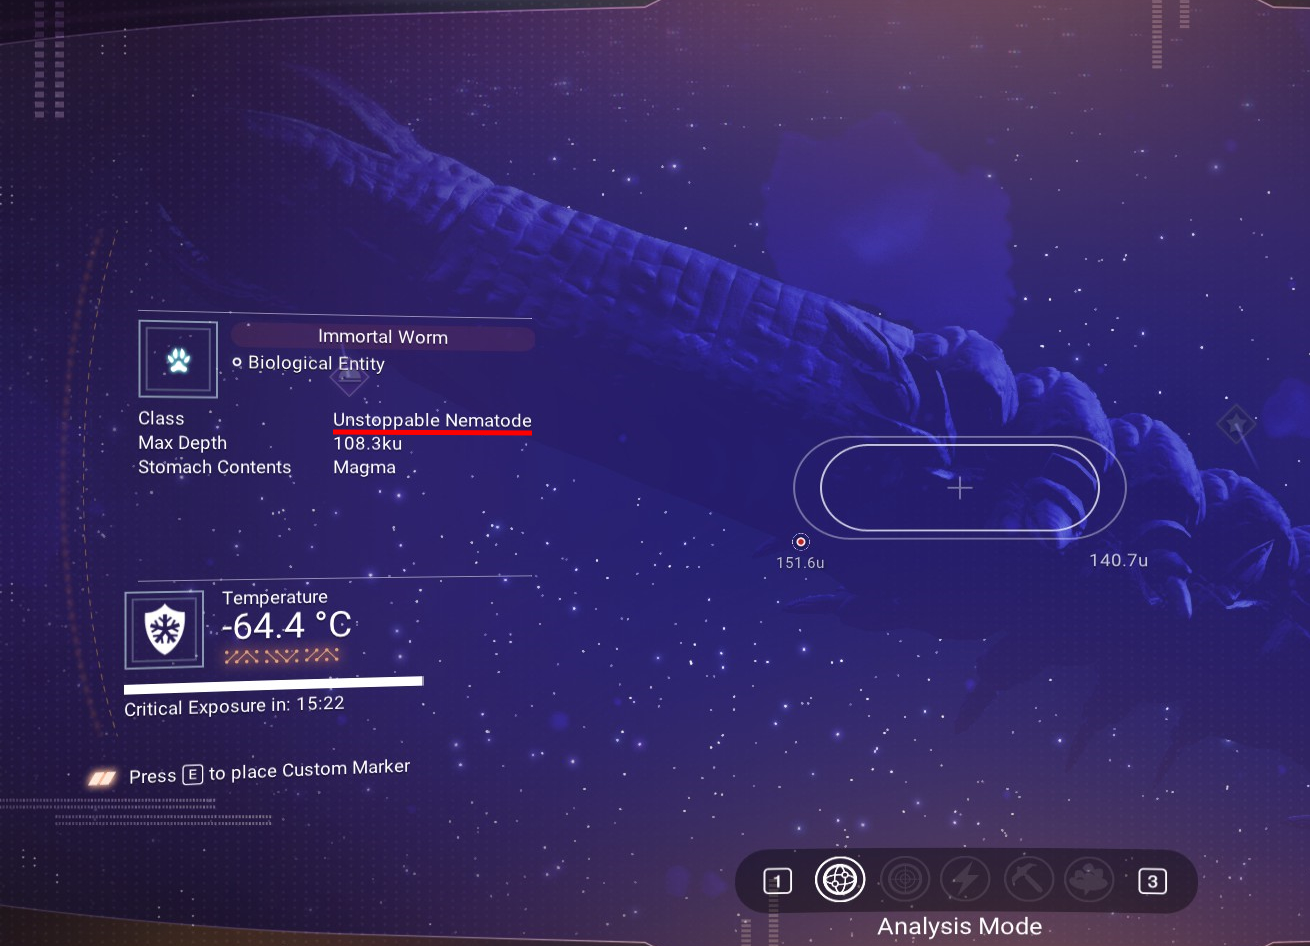 Immortal Worm
Biological Entity
Class Unstoppable Nematode
Max Depth 108.3ku
Stomach Contents Magma
151.6u
140.7u
Temperature
-64.4 °C
Critical Exposure in: 15:22
Press E to place Custom Marker
1 3
Analysis Mode